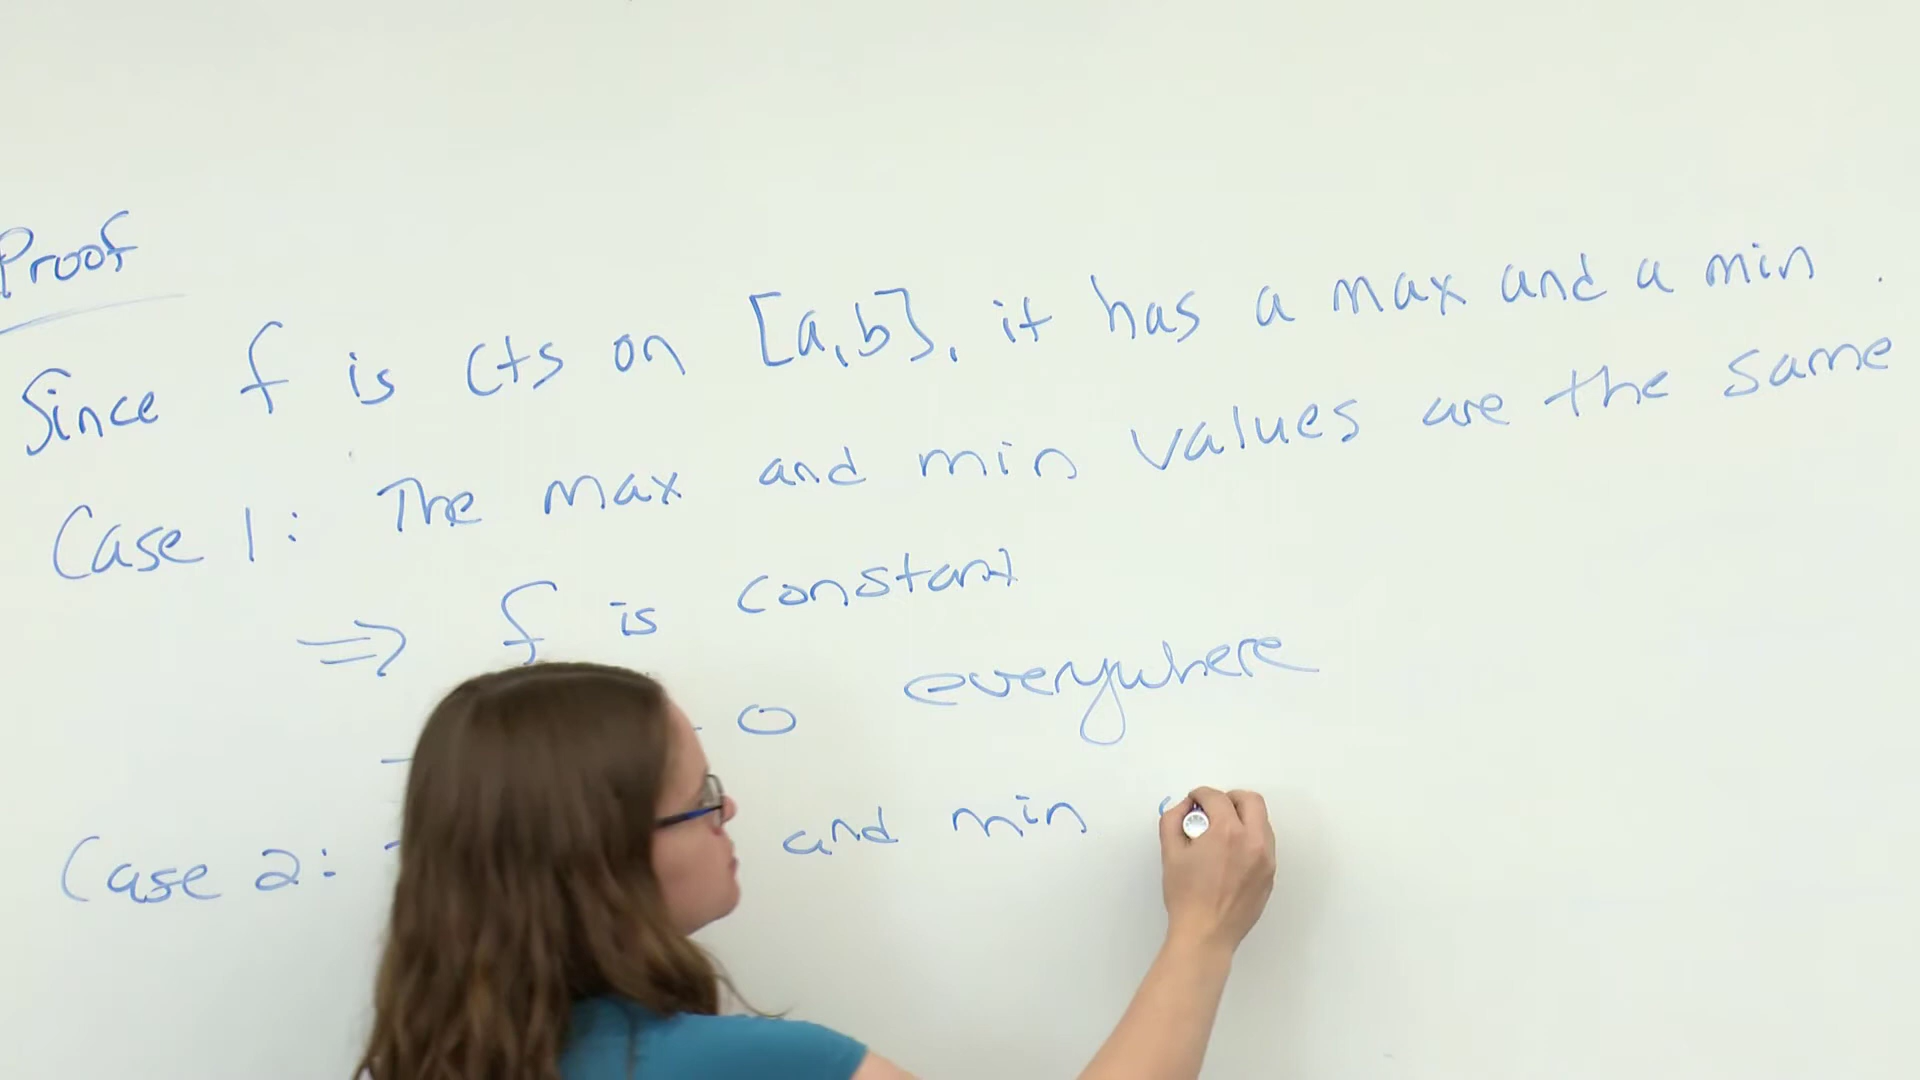 Proof
Since f is cts on [a,b], it has a max and a min.
Case 1: The max and min values are the same
⇒ f is constant
0 everywhere
Case 2: and min